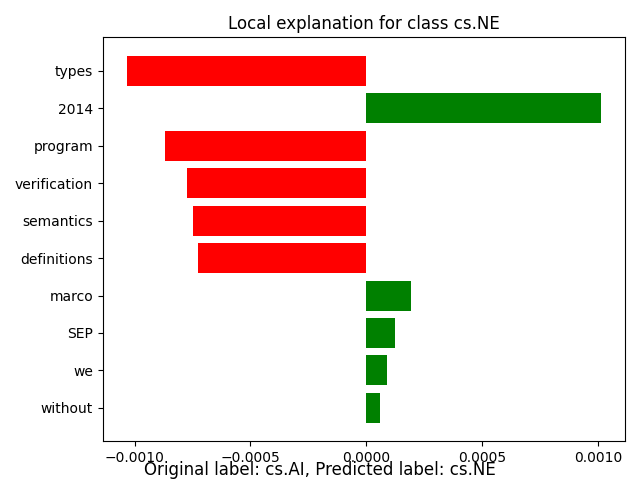 Local explanation for class cs.NE
types
2014
program
verification
semantics
definitions
marco
SEP
we
without
−0.0010 −0.0005 0.0000 0.0005 0.0010
Original label: cs.AI, Predicted label: cs.NE